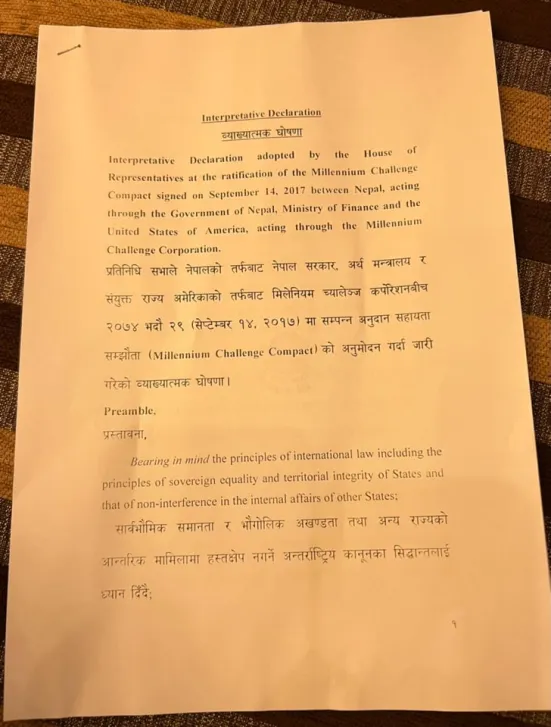 Interpretative Declaration
व्याख्यात्मक घोषणा
Interpretative Declaration adopted by the House of
Representatives at the ratification of the Millennium Challenge
Compact signed on September 14, 2017 between Nepal, acting
through the Government of Nepal, Ministry of Finance and the
United States of America, acting through the Millennium
Challenge Corporation.
प्रतिनिधि सभाले नेपालको तर्फबाट नेपाल सरकार, अर्थ मन्त्रालय र
संयुक्त राज्य अमेरिकाको तर्फबाट मिलेनियम च्यालेञ्ज कर्पोरेशनबीच
२०७४ भदौ २९ (सेप्टेम्बर १४, २०१७) मा सम्पन्न अनुदान सहायता
सम्झौता (Millennium Challenge Compact) को अनुमोदन गर्दा जारी
गरेको व्याख्यात्मक घोषणा।
Preamble,
प्रस्तावना,
Bearing in mind the principles of international law including the
principles of sovereign equality and territorial integrity of States and
that of non-interference in the internal affairs of other States;
सार्वभौमिक समानता र भौगोलिक अखण्डता तथा अन्य राज्यको
आन्तरिक मामिलामा हस्तक्षेप नगर्ने अन्तर्राष्ट्रिय कानूनका सिद्धान्तलाई
ध्यान दिँदै;
१